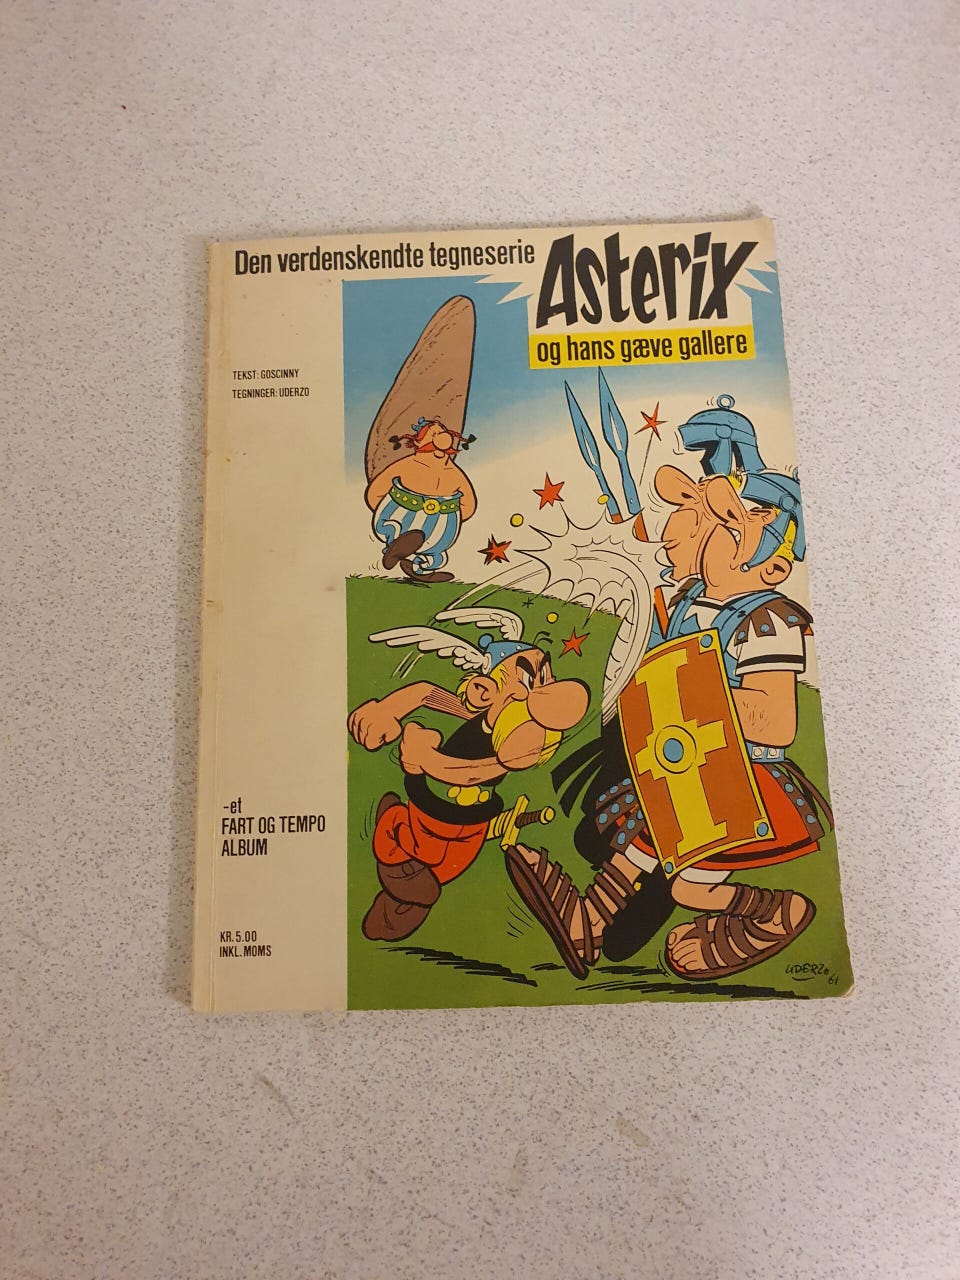 Den verdenskendte tegneserie Asterix
og hans gæve gallere
TEKST: GOSCINNY
TEGNINGER: UDERZO
-et
FART OG TEMPO
ALBUM
KR. 5.00
INKL. MOMS
UDERZO
61